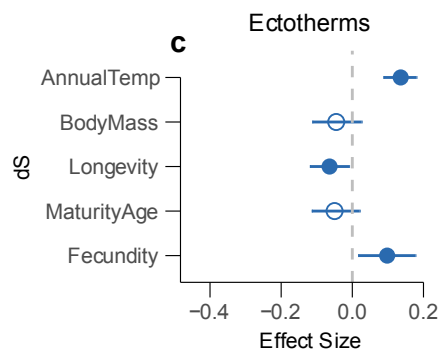 Ectotherms
c
AnnualTemp
BodyMass
Longevity
MaturityAge
Fecundity
dS
−0.4 −0.2 0.0 0.2
Effect Size